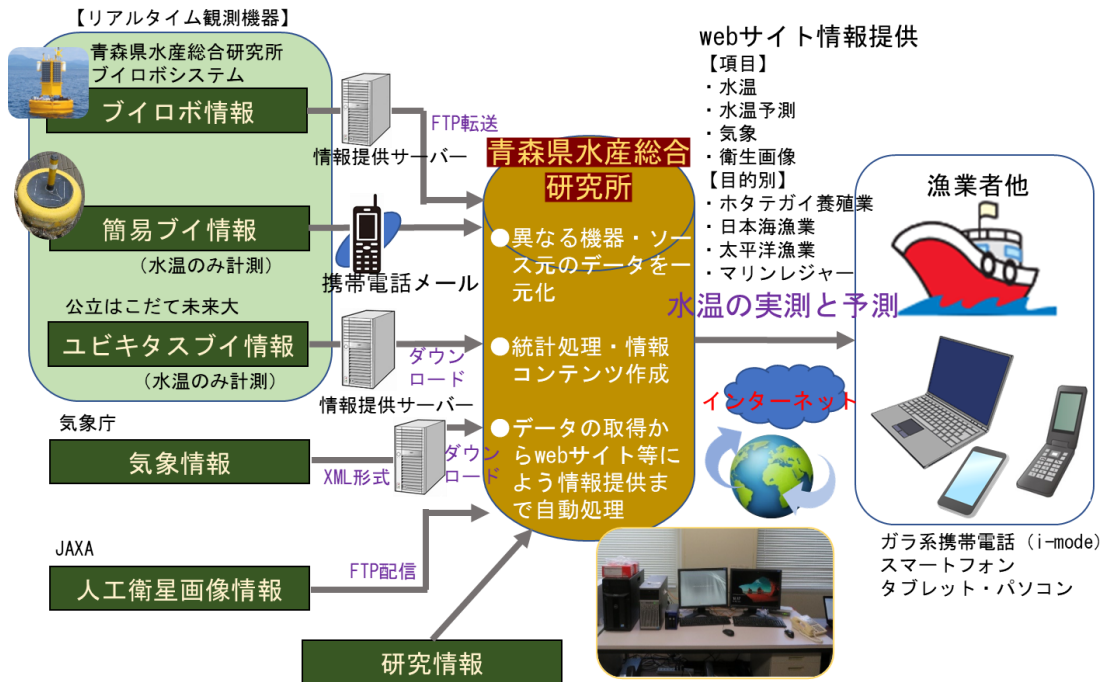 【リアルタイム観測機器】
青森県水産総合研究所
ブイロボシステム
ブイロボ情報
情報提供サーバー
FTP転送
簡易ブイ情報
（水温のみ計測）
携帯電話メール
公立はこだて未来大
ユビキタスブイ情報
（水温のみ計測）
ダウン
ロード
情報提供サーバー
気象庁
気象情報
XML形式
ダウン
ロード
JAXA
人工衛星画像情報
FTP配信
研究情報
青森県水産総合
研究所
●異なる機器・ソー
ス元のデータを一
元化
●統計処理・情報
コンテンツ作成
●データの取得か
らwebサイト等に
よう情報提供ま
で自動処理
webサイト情報提供
【項目】
・水温
・水温予測
・気象
・衛生画像
【目的別】
・ホタテガイ養殖業
・日本海漁業
・太平洋漁業
・マリンレジャー
水温の実測と予測
インターネット
漁業者他
ガラ系携帯電話（i-mode）
スマートフォン
タブレット・パソコン